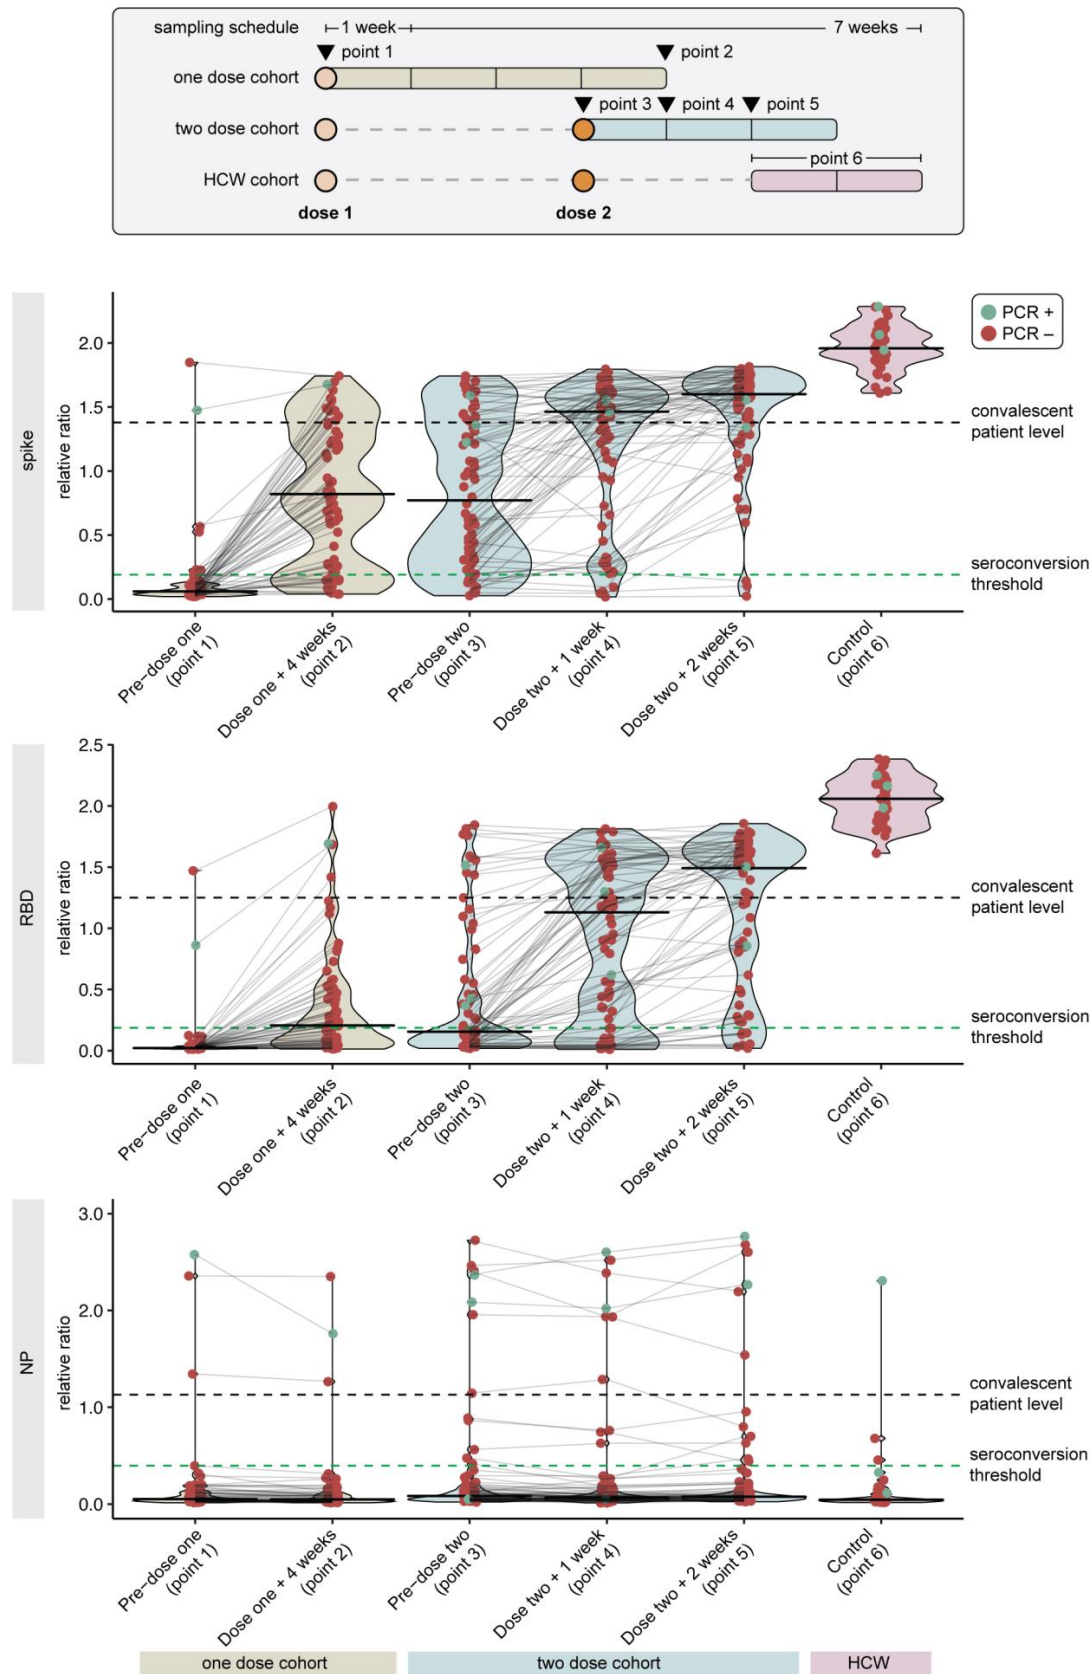 sampling schedule 1 week 7 weeks
point 1 point 2
one dose cohort
point 3 point 4 point 5
two dose cohort
point 6
HCW cohort
dose 1 dose 2
PCR +
PCR –
spike
relative ratio
2.0
1.5
1.0
0.5
0.0
convalescent
patient level
seroconversion
threshold
Pre−dose one
(point 1)
Dose one + 4 weeks
(point 2)
Pre−dose two
(point 3)
Dose two + 1 week
(point 4)
Dose two + 2 weeks
(point 5)
Control
(point 6)
RBD
relative ratio
2.5
2.0
1.5
1.0
0.5
0.0
convalescent
patient level
seroconversion
threshold
Pre−dose one
(point 1)
Dose one + 4 weeks
(point 2)
Pre−dose two
(point 3)
Dose two + 1 week
(point 4)
Dose two + 2 weeks
(point 5)
Control
(point 6)
NP
relative ratio
3.0
2.0
1.0
0.0
convalescent
patient level
seroconversion
threshold
Pre−dose one
(point 1)
Dose one + 4 weeks
(point 2)
Pre−dose two
(point 3)
Dose two + 1 week
(point 4)
Dose two + 2 weeks
(point 5)
Control
(point 6)
one dose cohort two dose cohort HCW